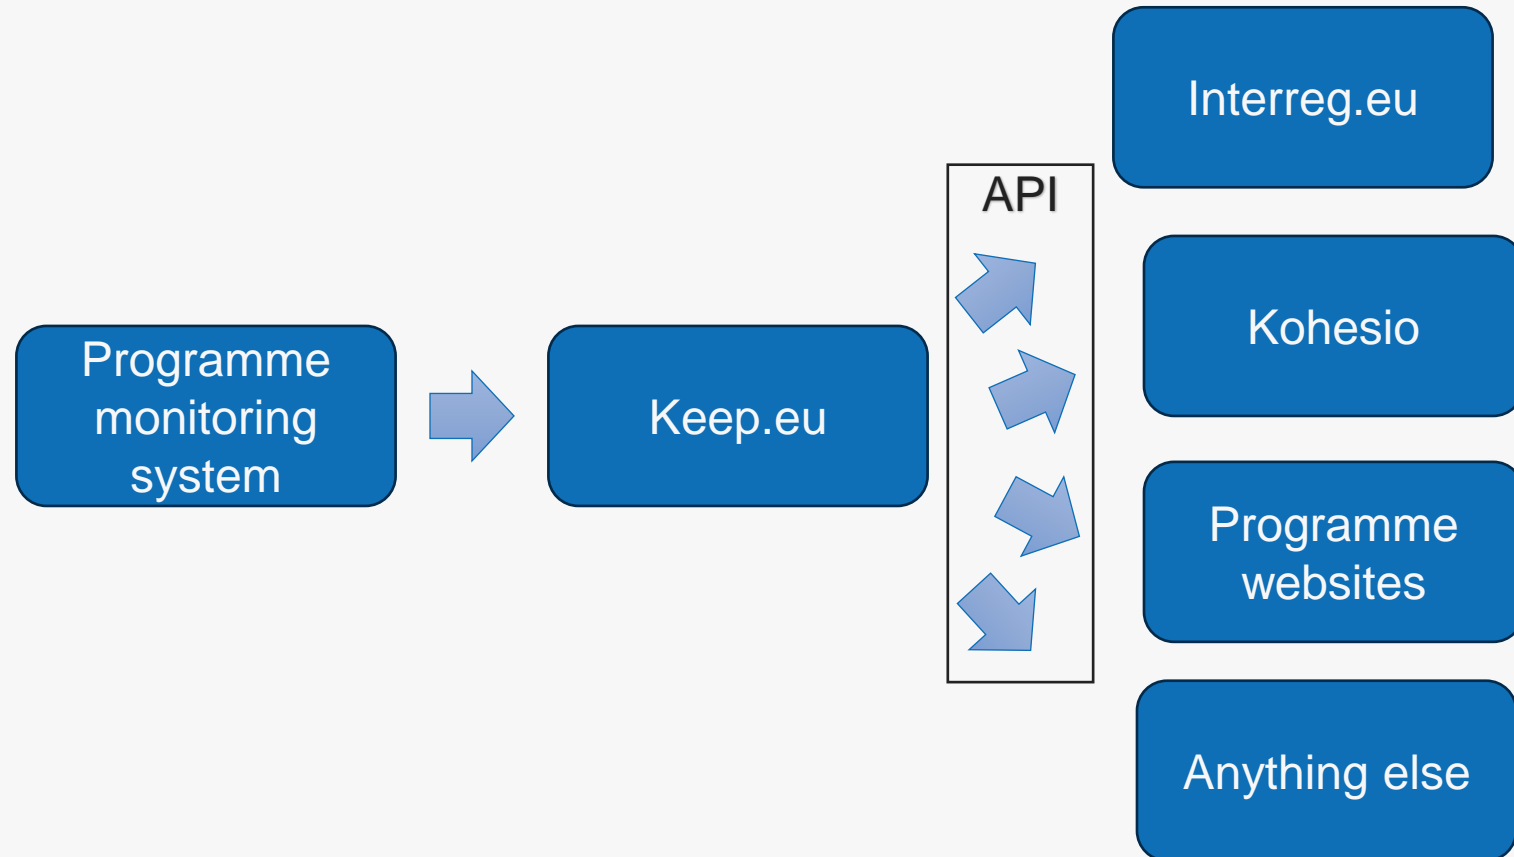 Programme
monitoring
system
Keep.eu
API
Interreg.eu
Kohesio
Programme
websites
Anything else